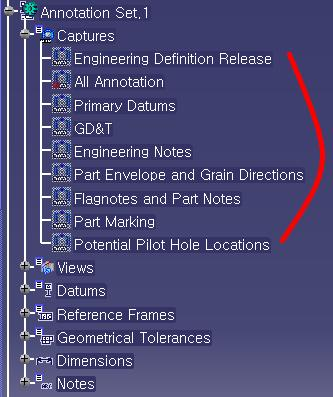 Annotation Set.1
Captures
Engineering Definition Release
All Annotation
Primary Datums
GD&T
Engineering Notes
Part Envelope and Grain Directions
Flagnotes and Part Notes
Part Marking
Potential Pilot Hole Locations
Views
Datums
Reference Frames
Geometrical Tolerances
Dimensions
Notes